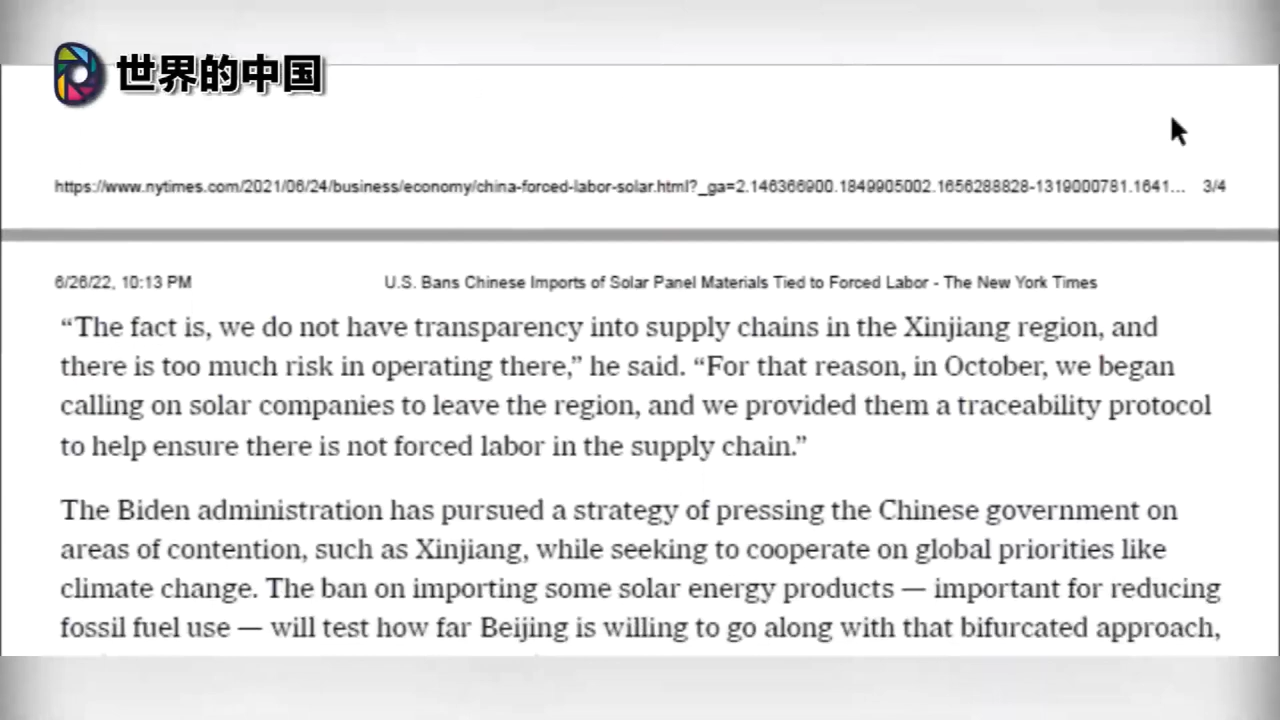 世界的中国
https://www.nytimes.com/2021/06/24/business/economy/china-forced-labor-solar.html?_ga=2.146366900.1849905002.1656288828-1319000781.1641... 3/4
6/26/22, 10:13 PM U.S. Bans Chinese Imports of Solar Panel Materials Tied to Forced Labor - The New York Times
“The fact is, we do not have transparency into supply chains in the Xinjiang region, and
there is too much risk in operating there,” he said. “For that reason, in October, we began
calling on solar companies to leave the region, and we provided them a traceability protocol
to help ensure there is not forced labor in the supply chain.”
The Biden administration has pursued a strategy of pressing the Chinese government on
areas of contention, such as Xinjiang, while seeking to cooperate on global priorities like
climate change. The ban on importing some solar energy products — important for reducing
fossil fuel use — will test how far Beijing is willing to go along with that bifurcated approach,